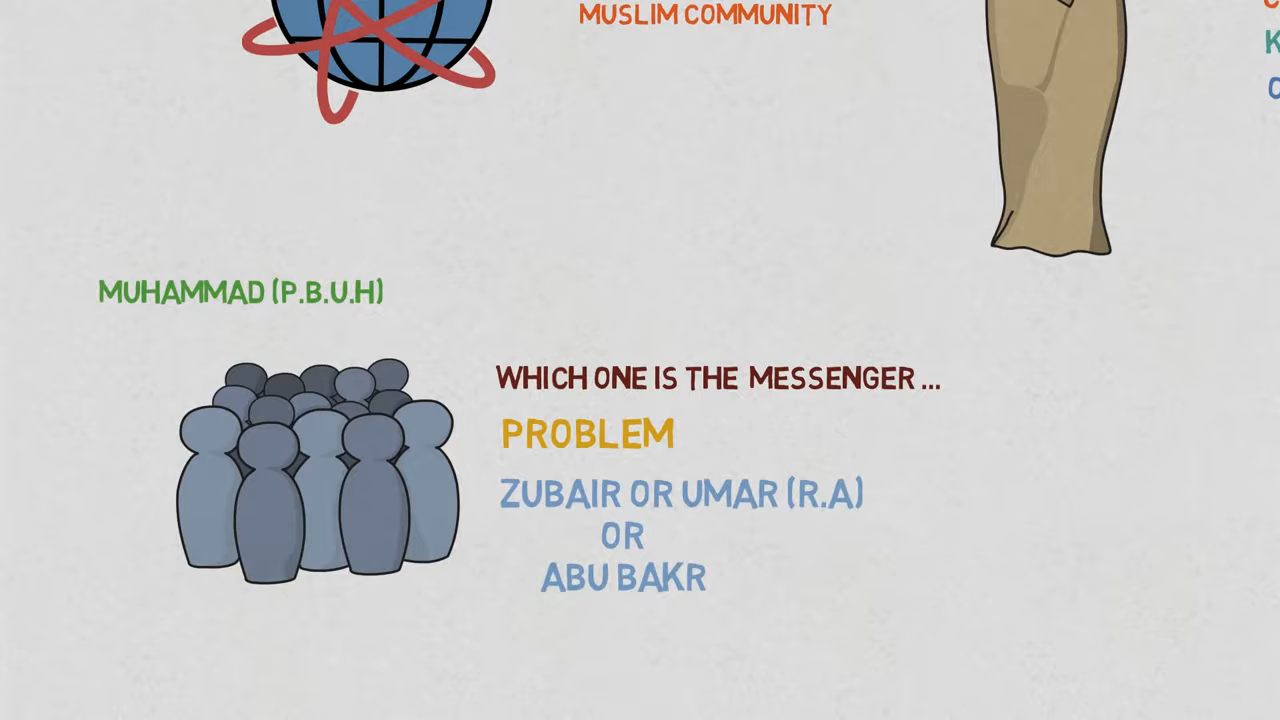 MUSLIM COMMUNITY
MUHAMMAD (P.B.U.H)
WHICH ONE IS THE MESSENGER ...
PROBLEM
ZUBAIR OR UMAR (R.A)
OR
ABU BAKR